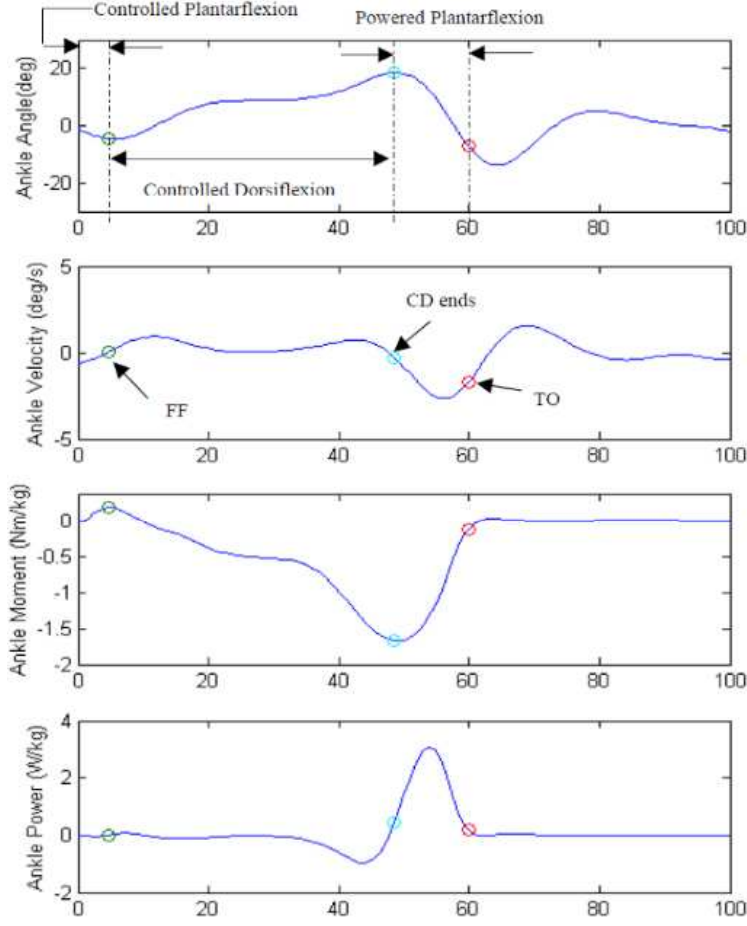 Controlled Plantarflexion
Powered Plantarflexion
Ankle Angle(deg)
20
0
-20
Controlled Dorsiflexion
0 20 40 60 80 100
Ankle Velocity (deg/s)
5
0
-5
CD ends
FF
TO
0 20 40 60 80 100
Ankle Moment (Nm/kg)
0
-0.5
-1
-1.5
-2
0 20 40 60 80 100
Ankle Power (W/kg)
4
2
0
-2
0 20 40 60 80 100